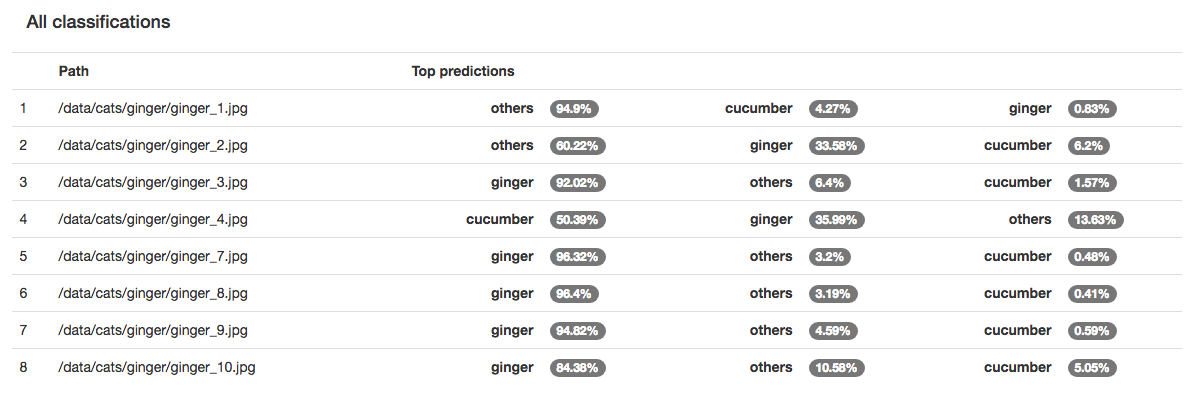 All classifications
Path Top predictions
1 /data/cats/ginger/ginger_1.jpg others 94.9% cucumber 4.27% ginger 0.83%
2 /data/cats/ginger/ginger_2.jpg others 60.22% ginger 33.58% cucumber 6.2%
3 /data/cats/ginger/ginger_3.jpg ginger 92.02% others 6.4% cucumber 1.57%
4 /data/cats/ginger/ginger_4.jpg cucumber 50.39% ginger 35.99% others 13.63%
5 /data/cats/ginger/ginger_7.jpg ginger 96.32% others 3.2% cucumber 0.48%
6 /data/cats/ginger/ginger_8.jpg ginger 96.4% others 3.19% cucumber 0.41%
7 /data/cats/ginger/ginger_9.jpg ginger 94.82% others 4.59% cucumber 0.59%
8 /data/cats/ginger/ginger_10.jpg ginger 84.38% others 10.58% cucumber 5.05%